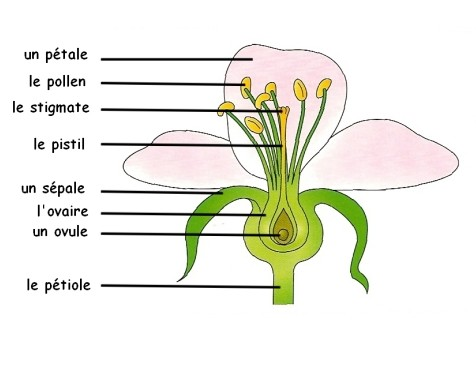 un pétale
le pollen
le stigmate
le pistil
un sépale
l'ovaire
un ovule
le pétiole